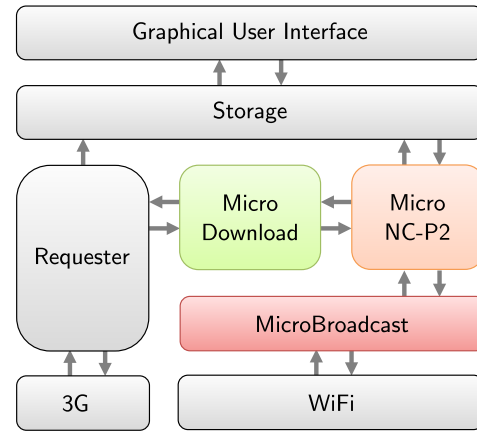 Graphical User Interface
Storage
Requester
Micro
Download
Micro
NC-P2
MicroBroadcast
3G
WiFi